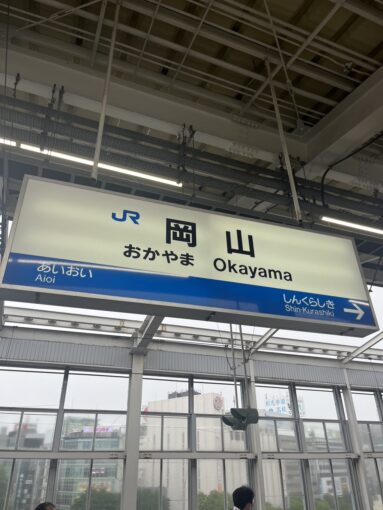 JR 岡山
おかやま Okayama
あいおい
Aioi
しんくらしき
Shin-Kurashiki